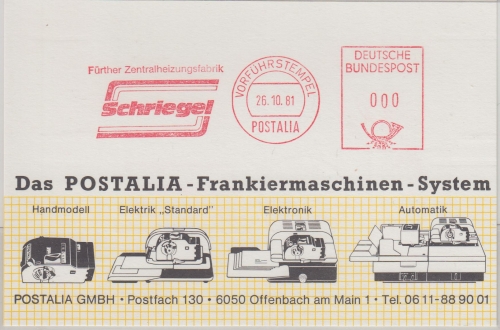 Fürther Zentralheizungsfabrik
Schriegel
VORFÜHRSTEMPEL
26.10.81
POSTALIA
DEUTSCHE
BUNDESPOST
000
Das POSTALIA-Frankiermaschinen-System
Handmodell Elektrik „Standard" Elektronik Automatik
POSTALIA GMBH • Postfach 130 • 6050 Offenbach am Main 1 • Tel. 06 11-88 90 01